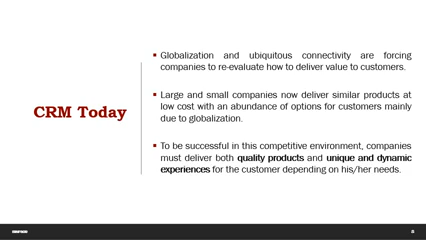 CRM Today
▪ Globalization and ubiquitous connectivity are forcing
companies to re-evaluate how to deliver value to customers.
▪ Large and small companies now deliver similar products at
low cost with an abundance of options for customers mainly
due to globalization.
▪ To be successful in this competitive environment, companies
must deliver both quality products and unique and dynamic
experiences for the customer depending on his/her needs.